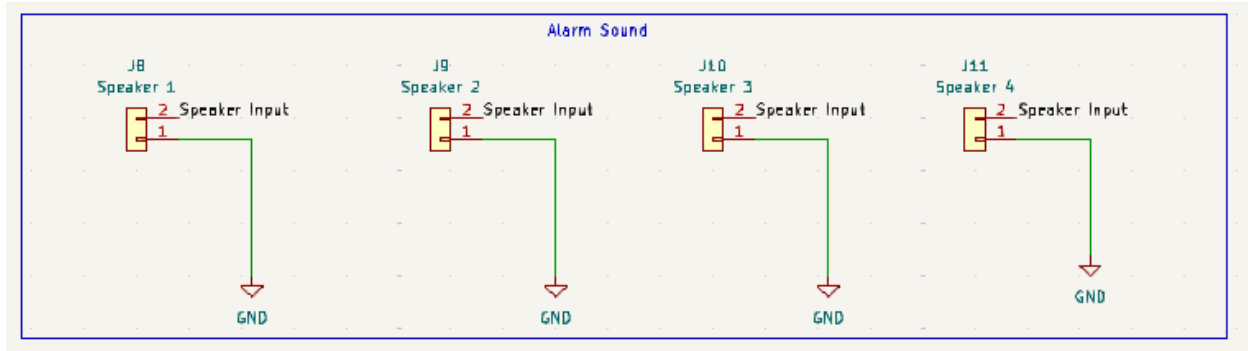 Alarm Sound
J8
Speaker 1
2 Speaker Input
1
GND
J9
Speaker 2
2 Speaker Input
1
GND
J10
Speaker 3
2 Speaker Input
1
GND
J11
Speaker 4
2 Speaker Input
1
GND